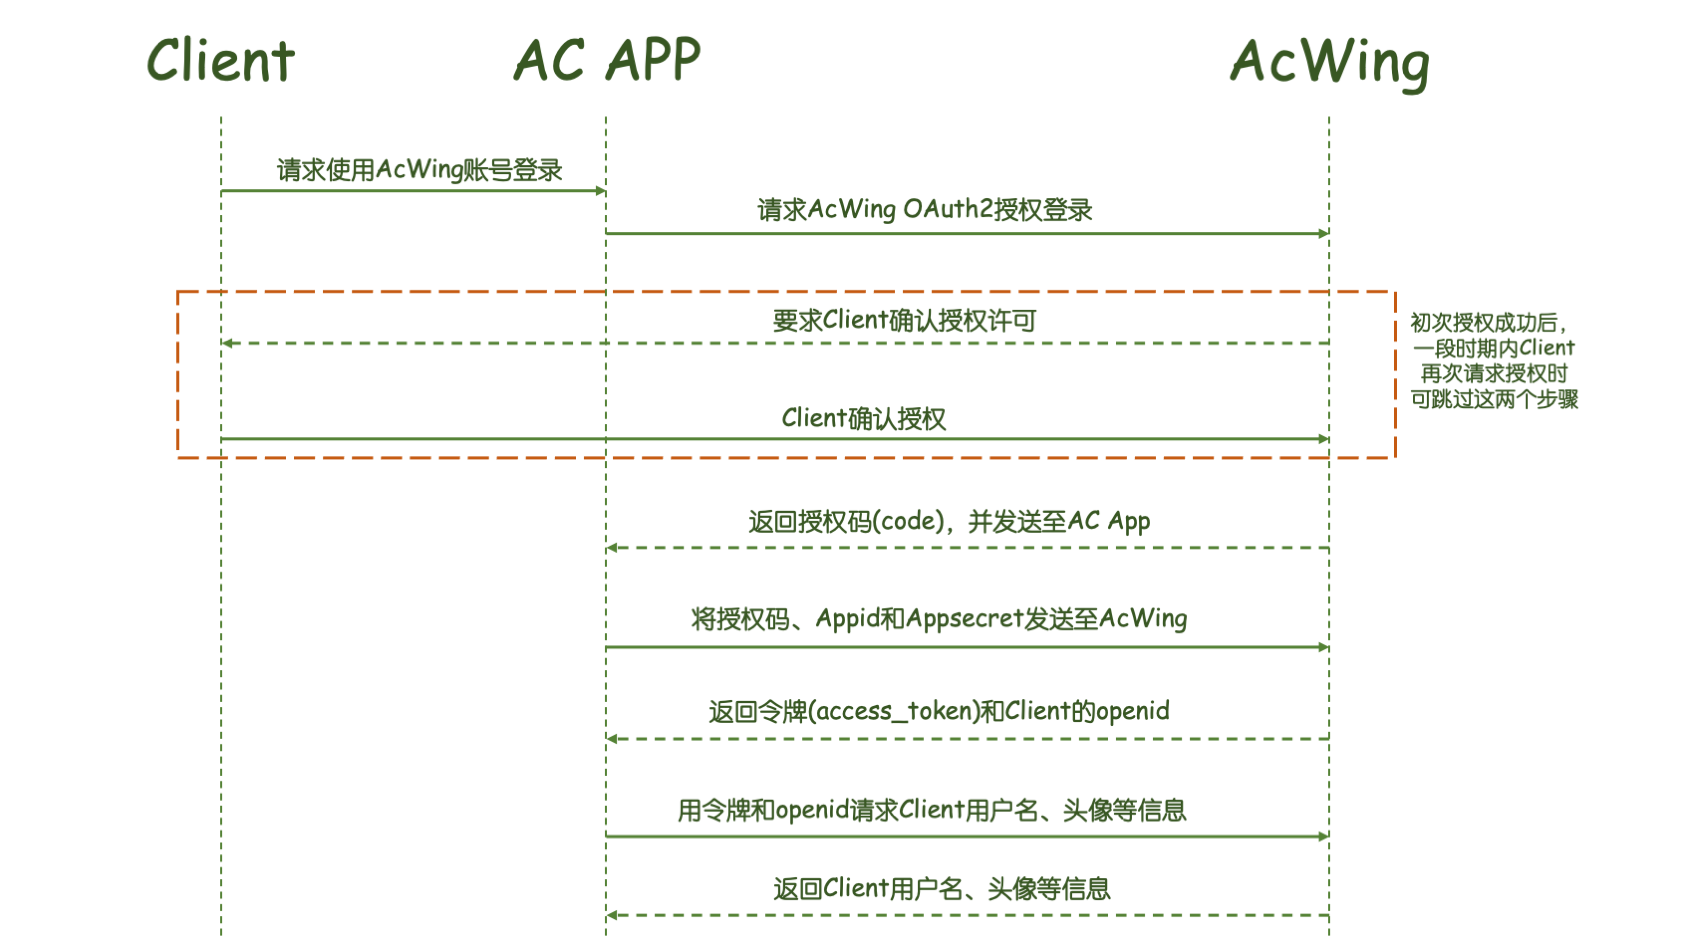 Client
AC APP
AcWing
请求使用AcWing账号登录
请求AcWing OAuth2授权登录
要求Client确认授权许可
初次授权成功后，
一段时期内Client
再次请求授权时
可跳过这两个步骤
Client确认授权
返回授权码(code)，并发送至AC App
将授权码、Appid和Appsecret发送至AcWing
返回令牌(access_token)和Client的openid
用令牌和openid请求Client用户名、头像等信息
返回Client用户名、头像等信息